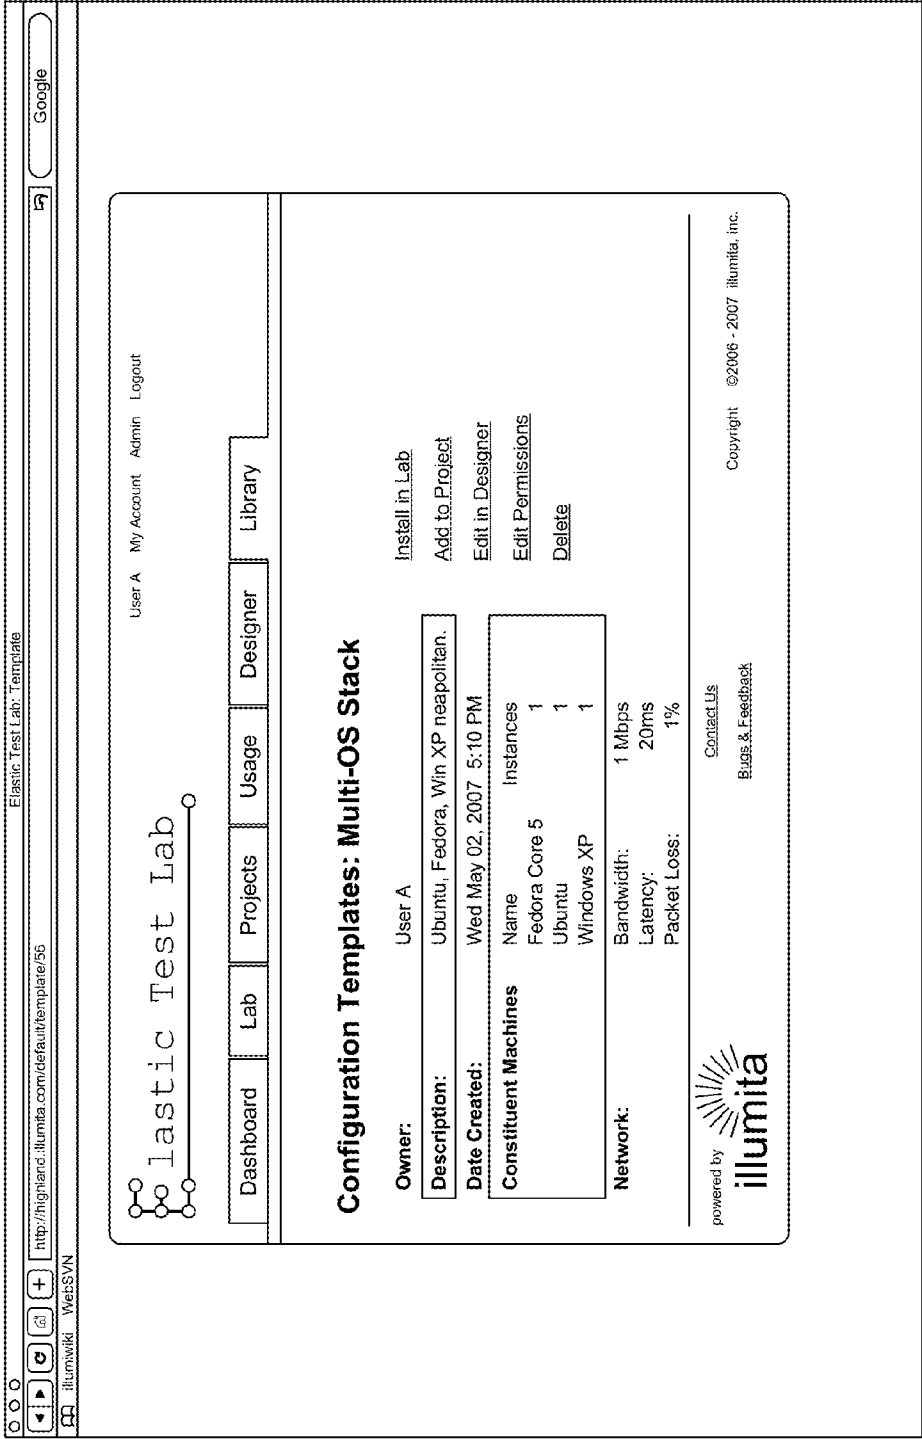 Elastic Test Lab: Template
http://highland.illumita.com/default/template/56
Google
illumiwiki WebSVN
User A My Account Admin Logout
lastic Test Lab
Dashboard Lab Projects Usage Designer Library
Configuration Templates: Multi-OS Stack
Owner: User A
Description: Ubuntu, Fedora, Win XP neapolitan.
Date Created: Wed May 02, 2007 5:10 PM
Constituent Machines Name Instances
Fedora Core 5 1
Ubuntu 1
Windows XP 1
Network: Bandwidth: 1 Mbps
Latency: 20ms
Packet Loss: 1%
Install in Lab
Add to Project
Edit in Designer
Edit Permissions
Delete
powered by
illumita
Contact Us
Bugs & Feedback
Copyright ©2006 - 2007 illumita, inc.